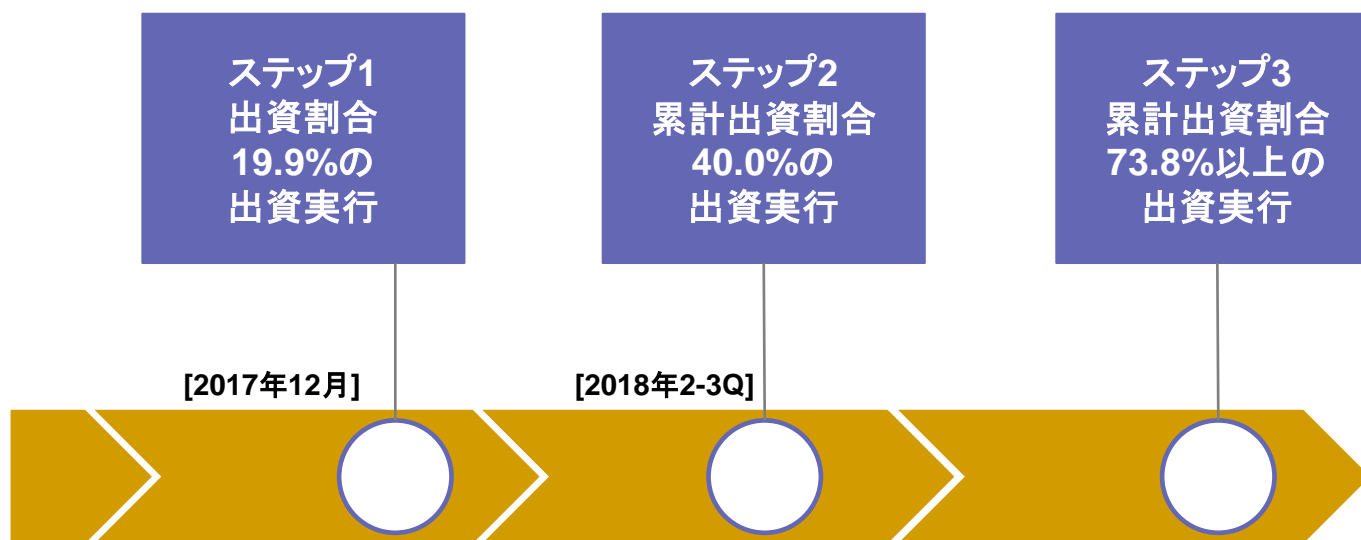 ステップ1
出資割合
19.9%の
出資実行
ステップ2
累計出資割合
40.0%の
出資実行
ステップ3
累計出資割合
73.8%以上の
出資実行
[2017年12月]
[2018年2-3Q]